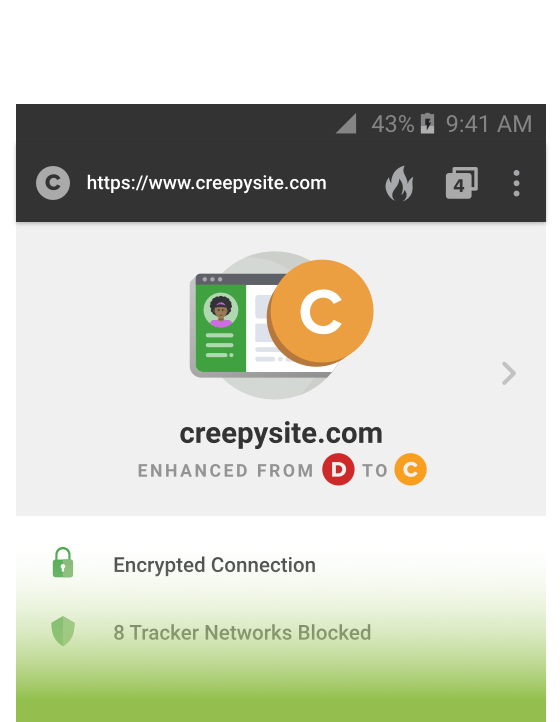 43% 9:41 AM
C https://www.creepysite.com 4
C
creepysite.com
ENHANCED FROM D TO C
Encrypted Connection
8 Tracker Networks Blocked